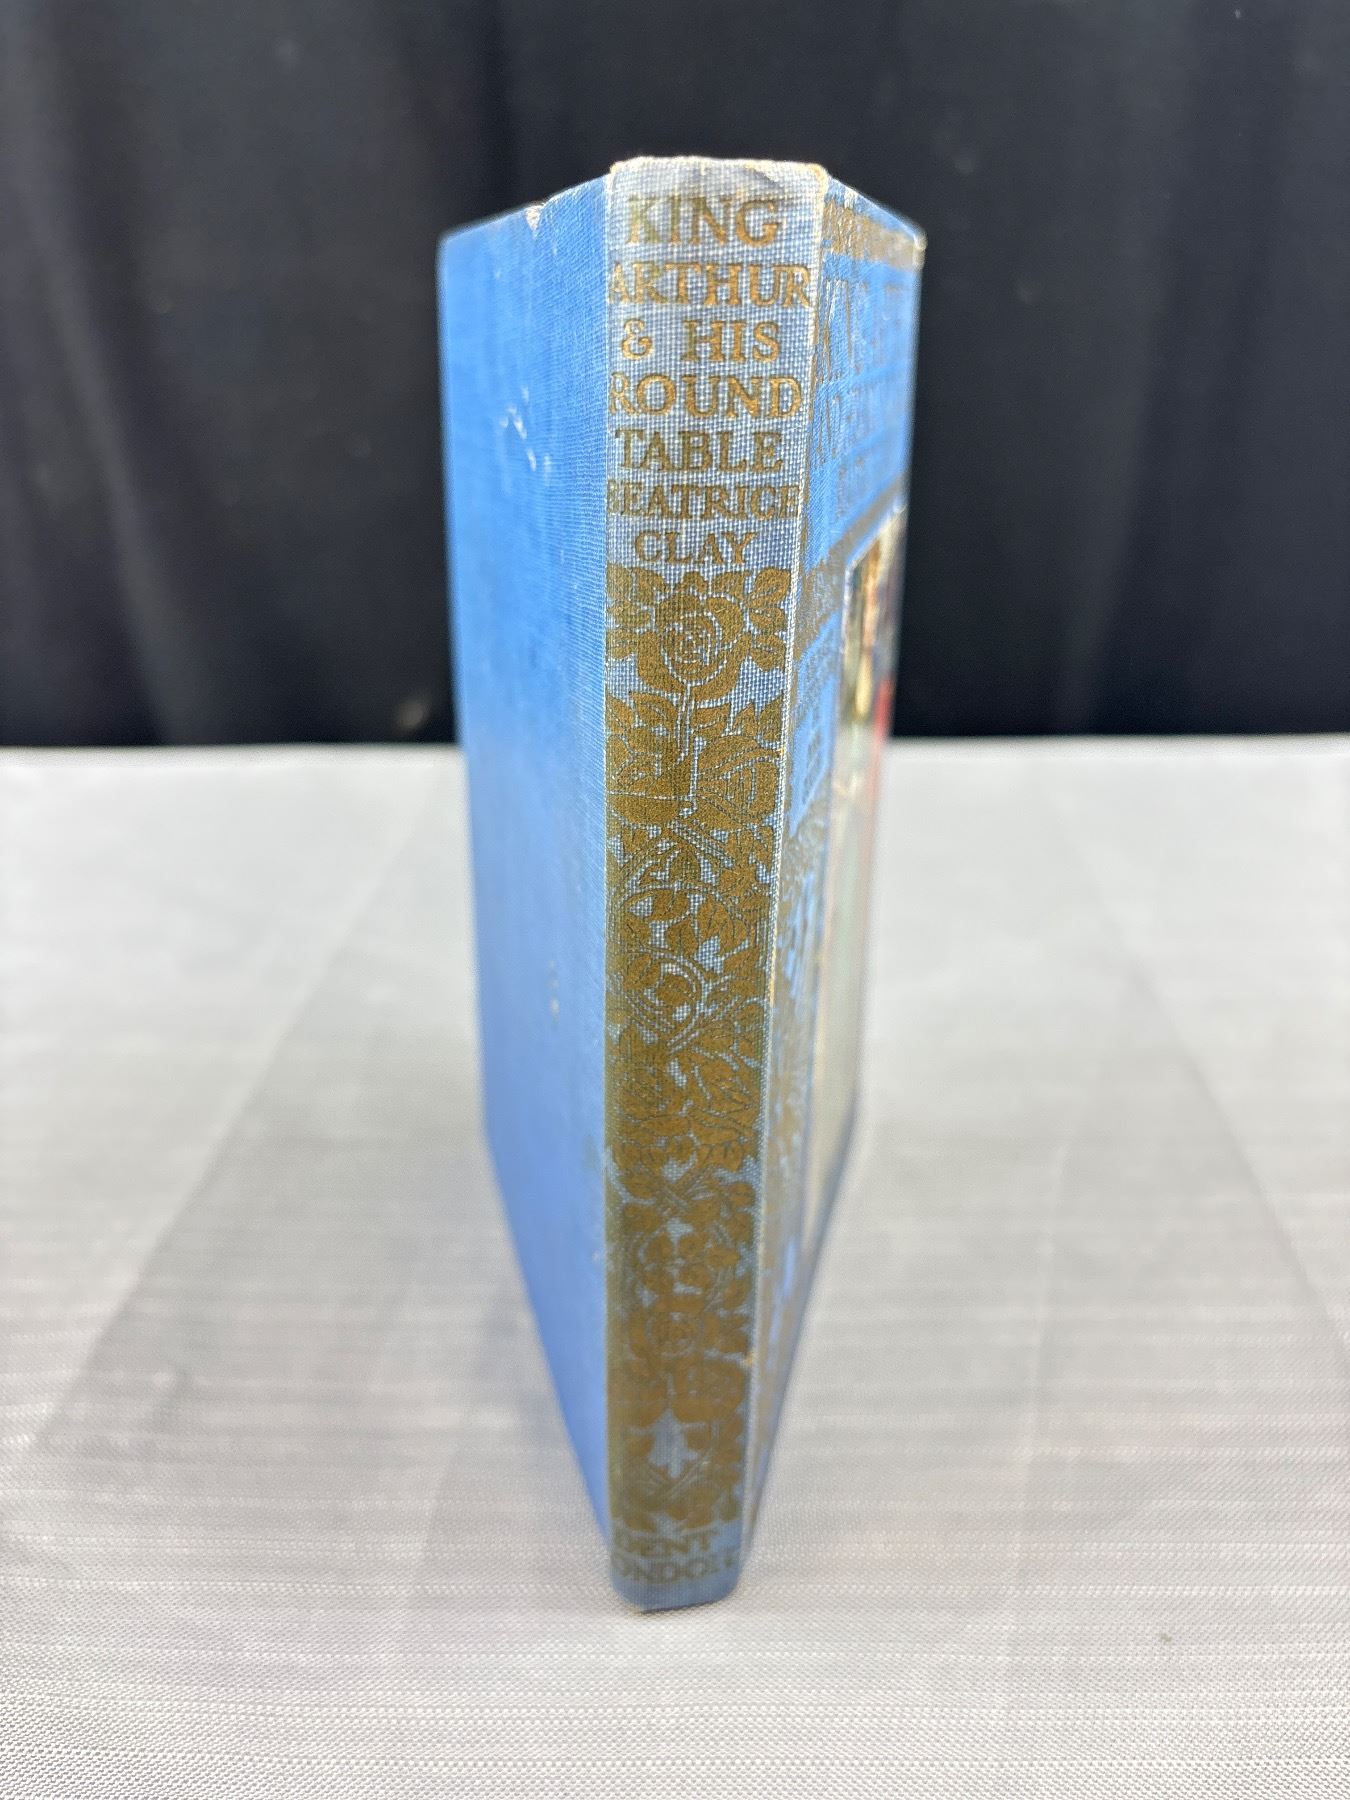 KING
ARTHUR
& HIS
ROUND
TABLE
BEATRICE
CLAY
DENT
LONDON